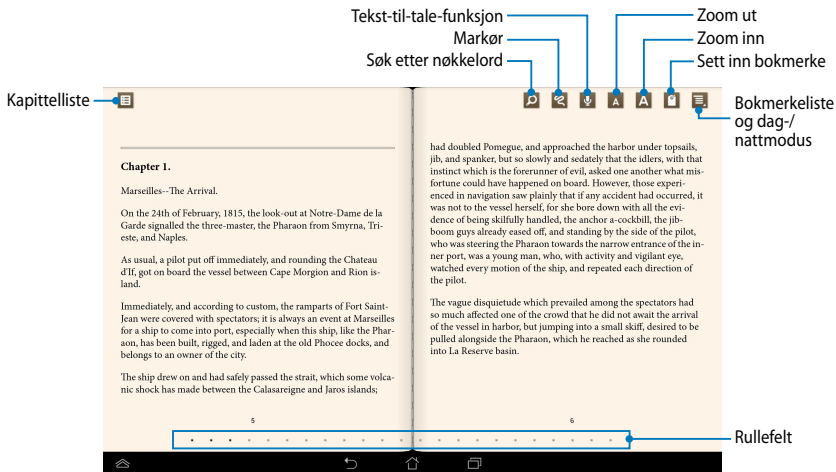 Tekst-til-tale-funksjon
Markør
Søk etter nøkkelord
Zoom ut
Zoom inn
Sett inn bokmerke
Kapittelliste
Bokmerkeliste
og dag-/
nattmodus
Chapter 1.
Marseilles--The Arrival.
On the 24th of February, 1815, the look-out at Notre-Dame de la
Garde signalled the three-master, the Pharaon from Smyrna, Tri-
este, and Naples.
As usual, a pilot put off immediately, and rounding the Chateau
d'If, got on board the vessel between Cape Morgion and Rion is-
land.
Immediately, and according to custom, the ramparts of Fort Saint-
Jean were covered with spectators; it is always an event at Marseilles
for a ship to come into port, especially when this ship, like the Phar-
aon, has been built, rigged, and laden at the old Phocee docks, and
belongs to an owner of the city.
The ship drew on and had safely passed the strait, which some volca-
nic shock has made between the Calasareigne and Jaros islands;
5
had doubled Pomegue, and approached the harbor under topsails,
jib, and spanker, but so slowly and sedately that the idlers, with that
instinct which is the forerunner of evil, asked one another what mis-
fortune could have happened on board. However, those experi-
enced in navigation saw plainly that if any accident had occurred, it
was not to the vessel herself, for she bore down with all the evi-
dence of being skilfully handled, the anchor a-cockbill, the jib-
boom guys already eased off, and standing by the side of the pilot,
who was steering the Pharaon towards the narrow entrance of the in-
ner port, was a young man, who, with activity and vigilant eye,
watched every motion of the ship, and repeated each direction of
the pilot.
The vague disquietude which prevailed among the spectators had
so much affected one of the crowd that he did not await the arrival
of the vessel in harbor, but jumping into a small skiff, desired to be
pulled alongside the Pharaon, which he reached as she rounded
into La Reserve basin.
6
Rullefelt